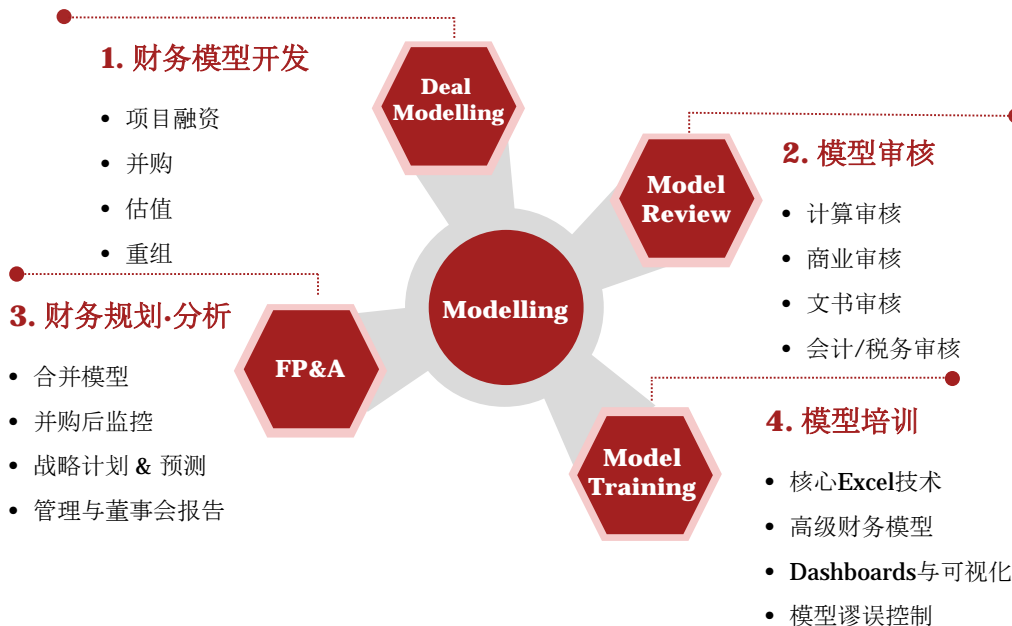 1. 财务模型开发
• 项目融资
• 并购
• 估值
• 重组
Deal
Modelling
Model
Review
2. 模型审核
• 计算审核
• 商业审核
• 文书审核
• 会计/税务审核
Modelling
3. 财务规划·分析
• 合并模型
• 并购后监控
• 战略计划 & 预测
• 管理与董事会报告
FP&A
Model
Training
4. 模型培训
• 核心Excel技术
• 高级财务模型
• Dashboards与可视化
• 模型谬误控制